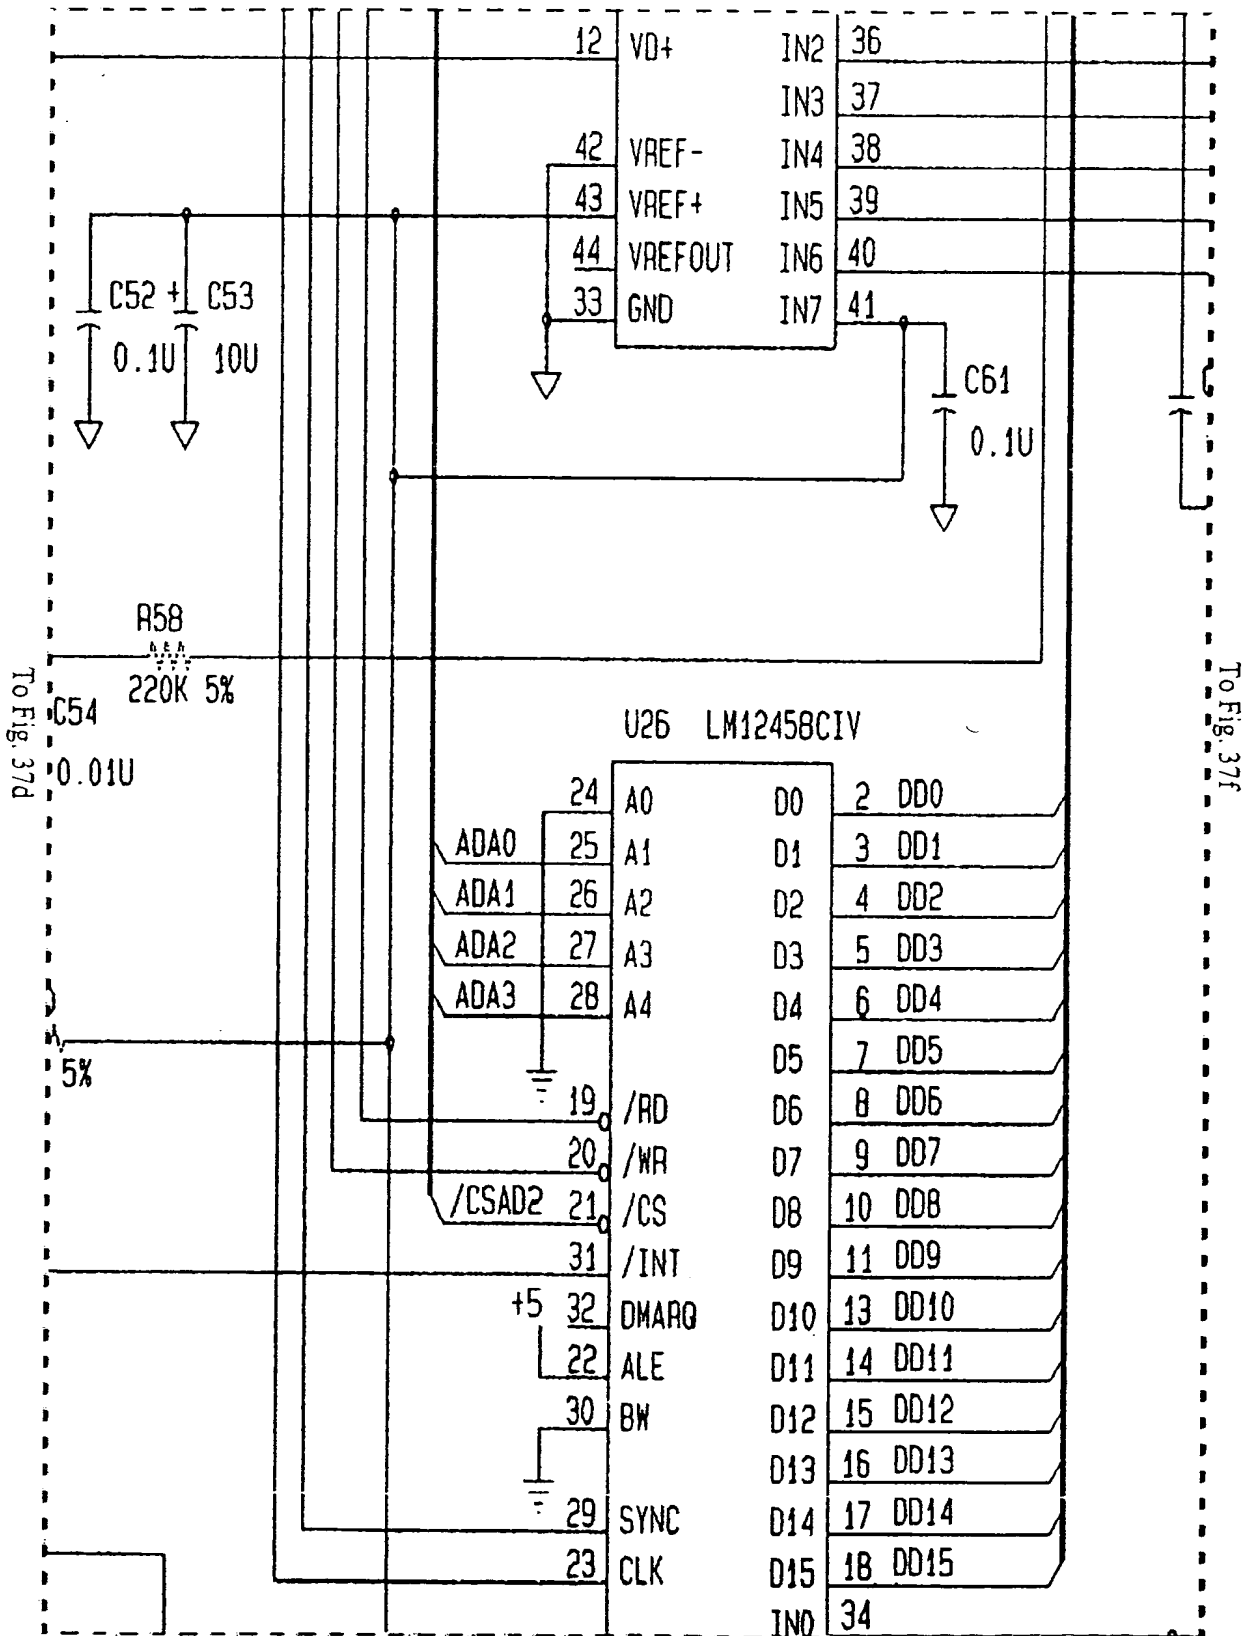 12 VD+ IN2 36
IN3 37
42 VREF- IN4 38
43 VREF+ IN5 39
44 VREFOUT IN6 40
33 GND IN7 41
C52 + C53
0.1U 10U
C61
0.1U
R58
220K 5%
C54
0.01U
To Fig. 37d
To Fig. 37f
U26 LM12458CIV
24 A0 D0 2 DD0
ADA0 25 A1 D1 3 DD1
ADA1 26 A2 D2 4 DD2
ADA2 27 A3 D3 5 DD3
ADA3 28 A4 D4 6 DD4
D5 7 DD5
5%
19 /RD D6 8 DD6
20 /WR D7 9 DD7
/CSAD2 21 /CS D8 10 DD8
31 /INT D9 11 DD9
+5 32 DMARQ D10 13 DD10
22 ALE D11 14 DD11
30 BW D12 15 DD12
D13 16 DD13
29 SYNC D14 17 DD14
23 CLK D15 18 DD15
IN0 34